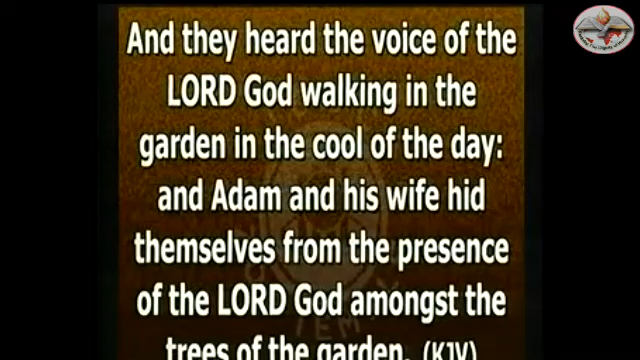 And they heard the voice of the
LORD God walking in the
garden in the cool of the day:
and Adam and his wife hid
themselves from the presence
of the LORD God amongst the
trees of the garden. (KJV)
TEMPL